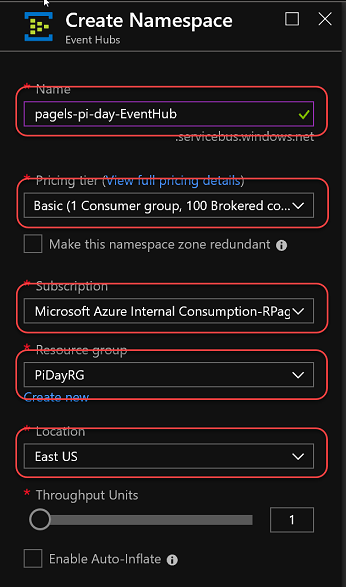 Create Namespace
Event Hubs
* Name
pagels-pi-day-EventHub
.servicebus.windows.net
* Pricing tier (View full pricing details)
Basic (1 Consumer group, 100 Brokered co...
Make this namespace zone redundant
* Subscription
Microsoft Azure Internal Consumption-RPag
* Resource group
PiDayRG
Create new
* Location
East US
* Throughput Units
1
Enable Auto-Inflate